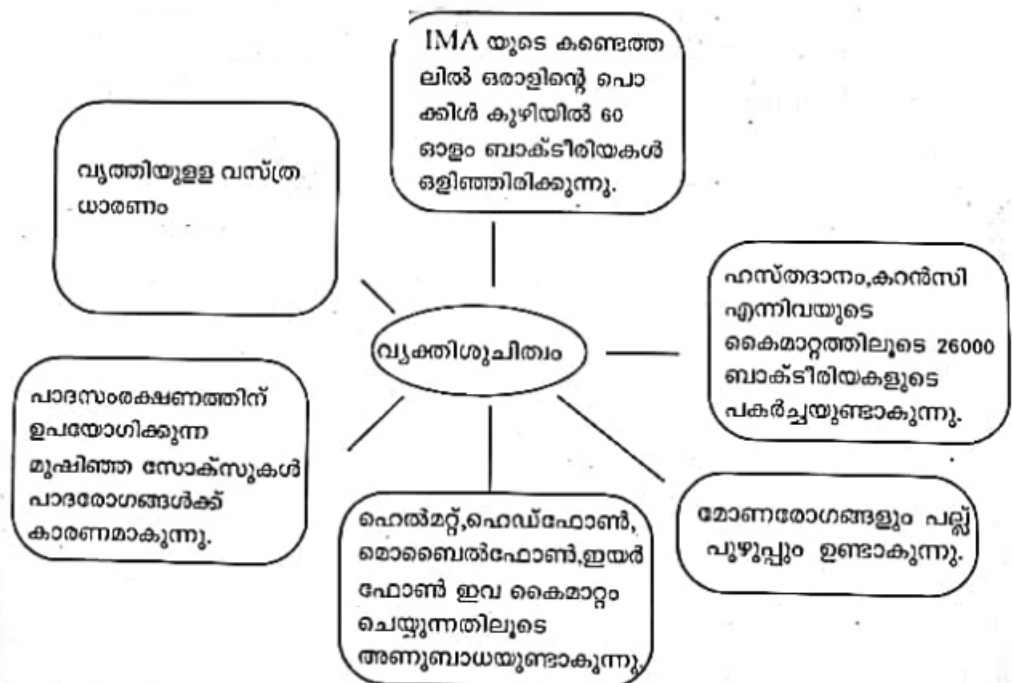 IMA യുടെ കണ്ടെത്ത
ലിൽ ഒരാളിന്റെ പൊ
ക്കിൾ കുഴിയിൽ 60
ഓളം ബാക്ടീരിയകൾ
ഒളിഞ്ഞിരിക്കുന്നു.
വൃത്തിയുളള വസ്ത്ര
ധാരണം
ഹസ്തദാനം,കറൻസി
എന്നിവയുടെ
കൈമാറ്റത്തിലൂടെ 26000
ബാക്ടീരിയകളുടെ
പകർച്ചയുണ്ടാകുന്നു.
വ്യക്തിശുചിത്വം
പാദസംരക്ഷണത്തിന്
ഉപയോഗിക്കുന്ന
മുഷിഞ്ഞ സോക്സുകൾ
പാദരോഗങ്ങൾക്ക്
കാരണമാകുന്നു.
ഹെൽമറ്റ്,ഹെഡ്ഫോൺ,
മൊബൈൽഫോൺ,ഇയർ
ഫോൺ ഇവ കൈമാറ്റം
ചെയ്യുന്നതിലൂടെ
അണുബാധയുണ്ടാകുന്നു.
മോണരോഗങ്ങളും പല്ല്
പുഴുപ്പും ഉണ്ടാകുന്നു.